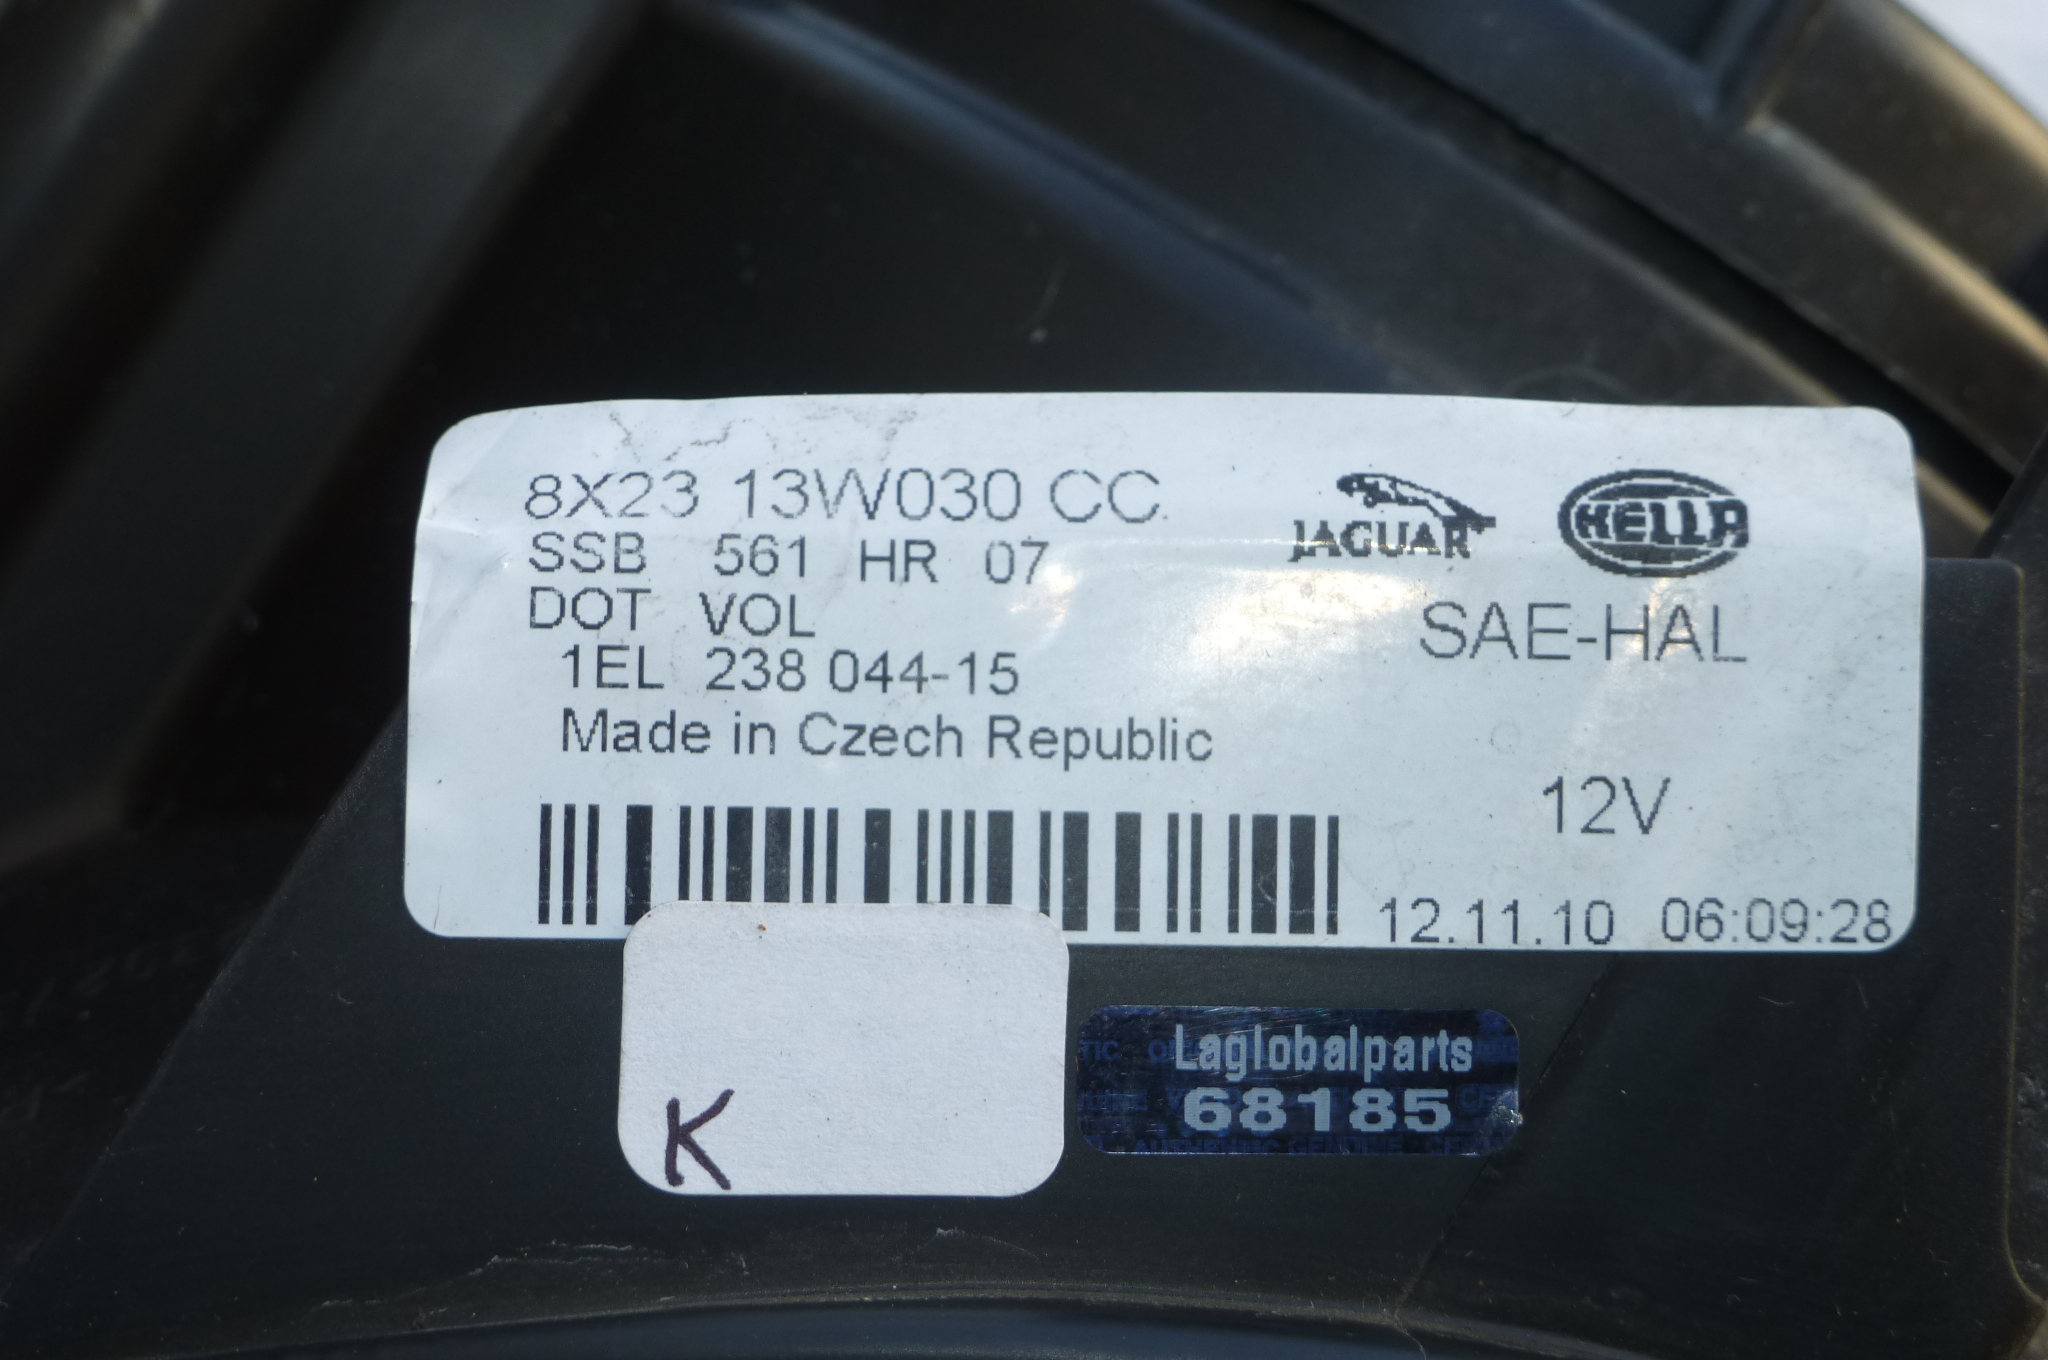 8X23 13W030 CC
JAGUAR
HELLA
SSB 561 HR 07
DOT VOL
SAE-HAL
1EL 238 044-15
Made in Czech Republic
12V
12.11.10 06:09:28
K
Laglobalparts
68185